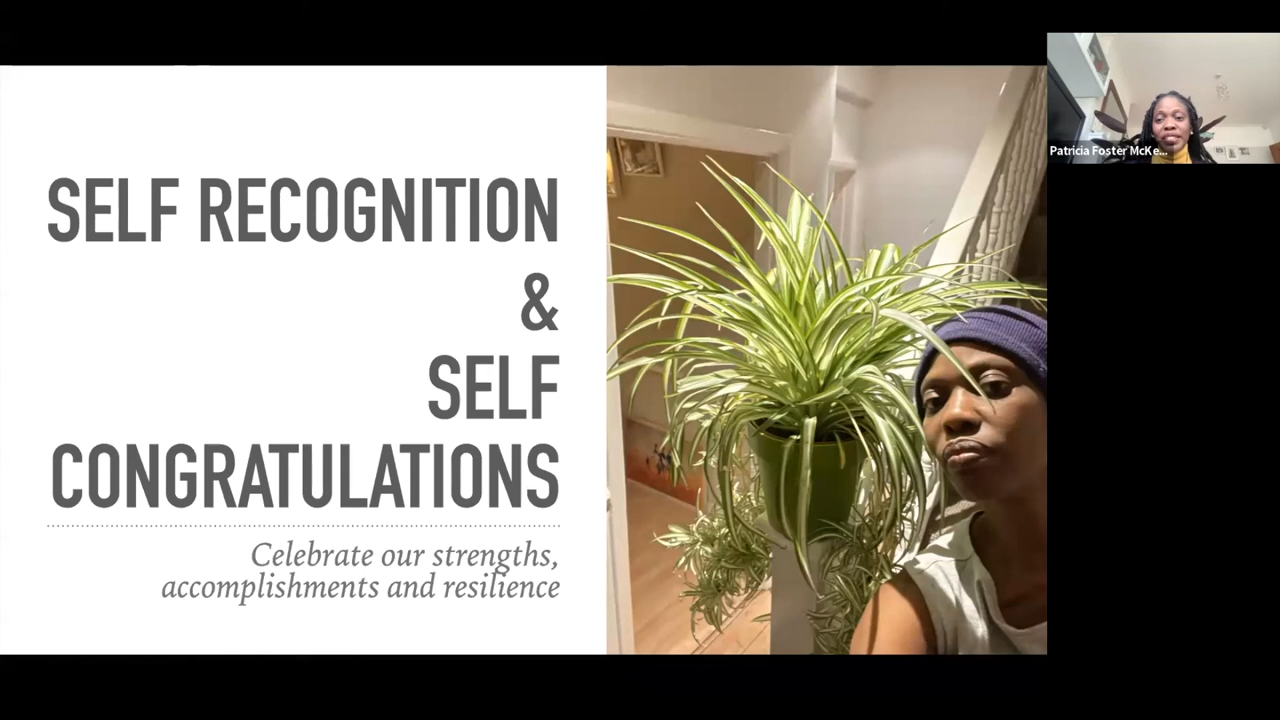 SELF RECOGNITION
&
SELF
CONGRATULATIONS
Celebrate our strengths,
accomplishments and resilience
Patricia Foster McKe...